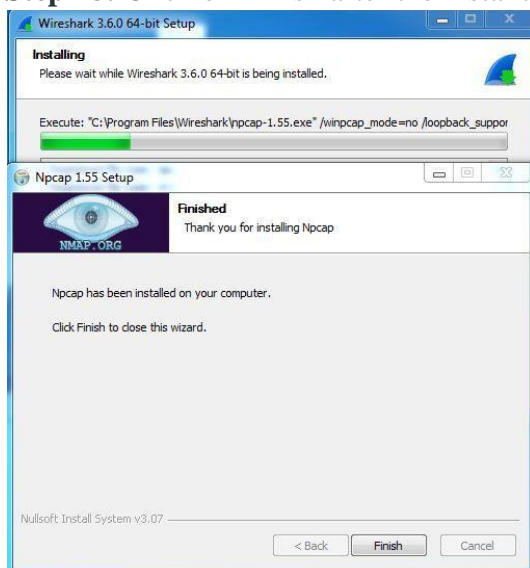 Wireshark 3.6.0 64-bit Setup
Installing
Please wait while Wireshark 3.6.0 64-bit is being installed.
Execute: "C:\Program Files\Wireshark\npcap-1.55.exe" /winpcap_mode=no /loopback_suppor
Npcap 1.55 Setup
NMAP.ORG
Finished
Thank you for installing Npcap
Npcap has been installed on your computer.
Click Finish to close this wizard.
Nullsoft Install System v3.07
< Back Finish Cancel